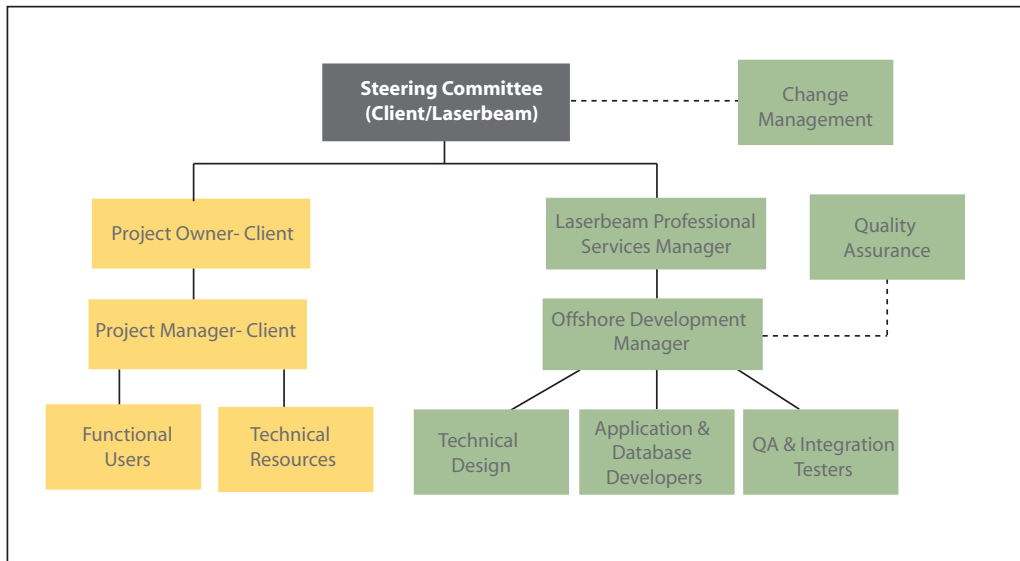 Steering Committee
(Client/Laserbeam)
Change
Management
Project Owner- Client
Laserbeam Professional
Services Manager
Quality
Assurance
Project Manager- Client
Offshore Development
Manager
Functional
Users
Technical
Resources
Technical
Design
Application &
Database
Developers
QA & Integration
Testers